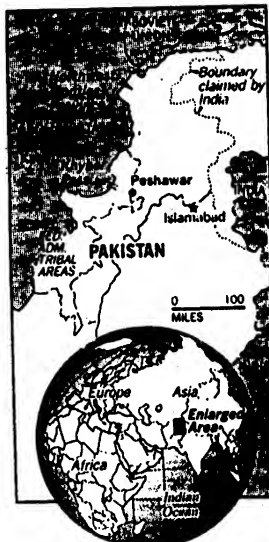 Boundary
claimed by
India
Peshawar
Islamabad
PAKISTAN
ADM.
TRIBAL
AREAS
0 100
MILES
Europe
Asia
Enlarged
Area
Africa
Indian
Ocean